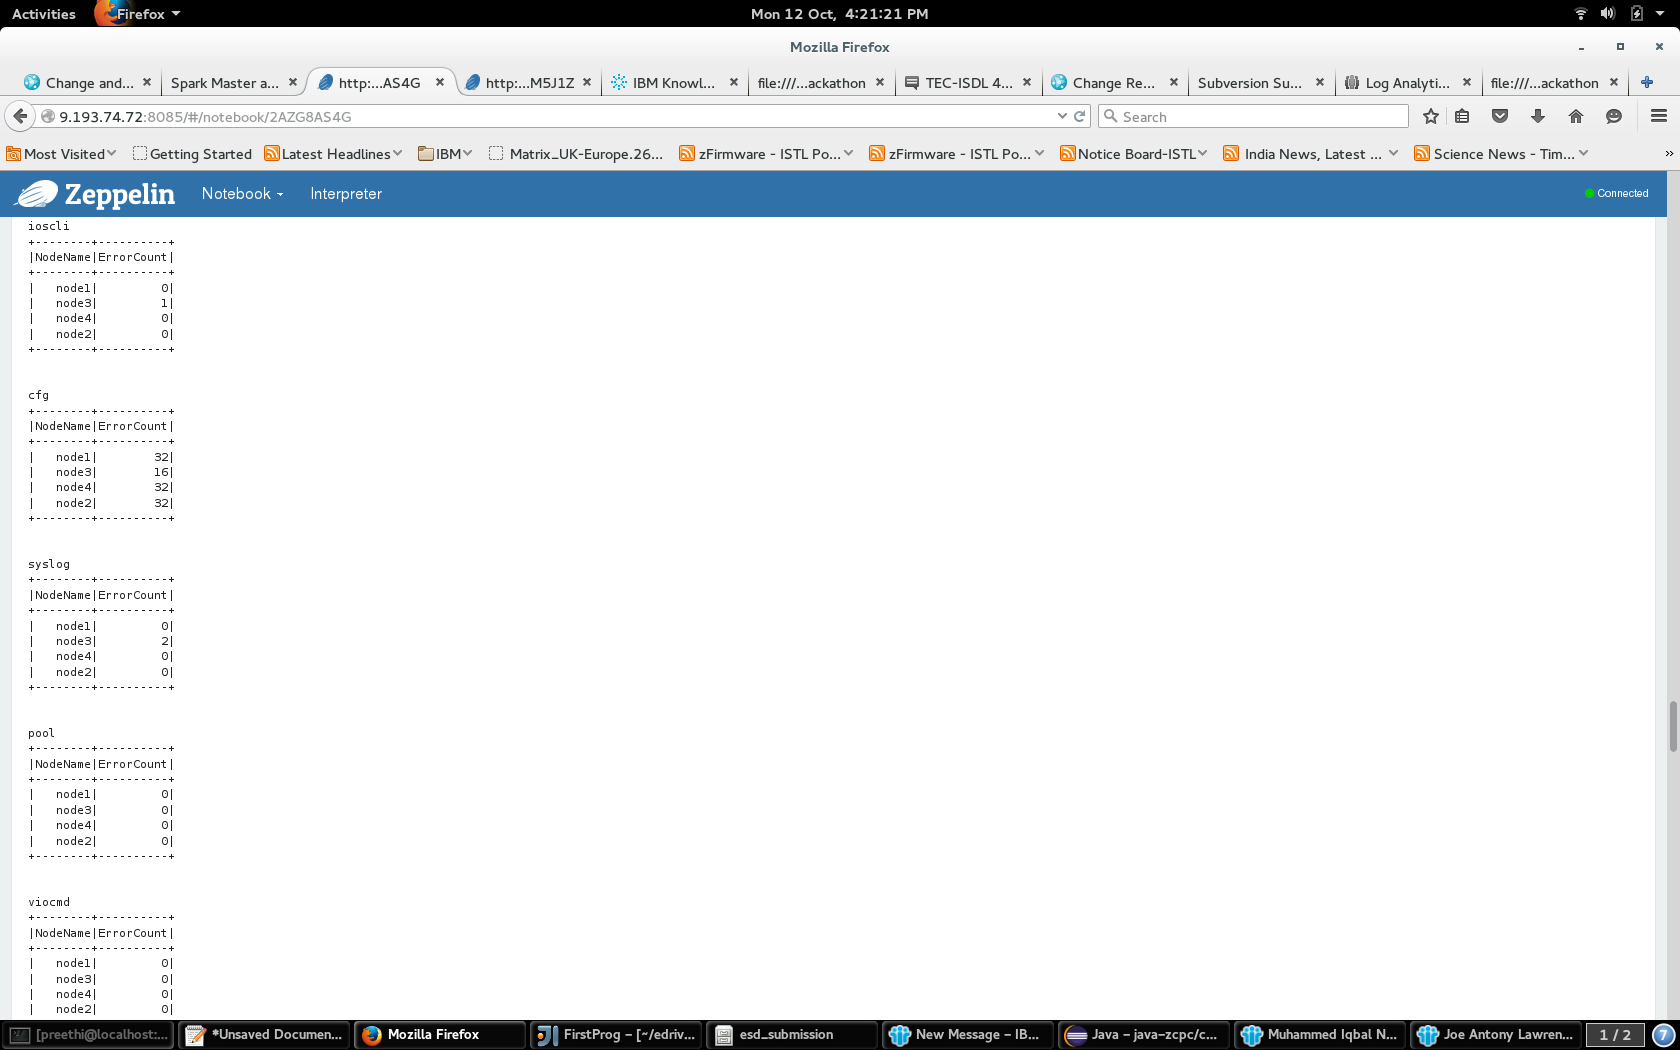 Activities Firefox Mon 12 Oct, 4:21:21 PM
Mozilla Firefox
Change and... Spark Master a... http:...AS4G http:...M5J1Z IBM Knowl... file:///...ackathon TEC-ISDL 4... Change Re... Subversion Su... Log Analyti... file:///...ackathon
9.193.74.72:8085/#/notebook/2AZG8AS4G Search
Most Visited Getting Started Latest Headlines IBM Matrix_UK-Europe.26... zFirmware - ISTL Po... zFirmware - ISTL Po... Notice Board-ISTL India News, Latest ... Science News - Tim... »
Zeppelin Notebook Interpreter Connected
ioscli
+--------+----------+
|NodeName|ErrorCount|
+--------+----------+
|   node1|         0|
|   node3|         1|
|   node4|         0|
|   node2|         0|
+--------+----------+
cfg
+--------+----------+
|NodeName|ErrorCount|
+--------+----------+
|   node1|        32|
|   node3|        16|
|   node4|        32|
|   node2|        32|
+--------+----------+
syslog
+--------+----------+
|NodeName|ErrorCount|
+--------+----------+
|   node1|         0|
|   node3|         2|
|   node4|         0|
|   node2|         0|
+--------+----------+
pool
+--------+----------+
|NodeName|ErrorCount|
+--------+----------+
|   node1|         0|
|   node3|         0|
|   node4|         0|
|   node2|         0|
+--------+----------+
viocmd
+--------+----------+
|NodeName|ErrorCount|
+--------+----------+
|   node1|         0|
|   node3|         0|
|   node4|         0|
|   node2|         0|
[preethi@localhost:... *Unsaved Documen... Mozilla Firefox FirstProg – [~/edriv... esd_submission New Message – IB... Java – java-zcpc/c... Muhammed Iqbal N... Joe Antony Lawren... 1 / 2 7